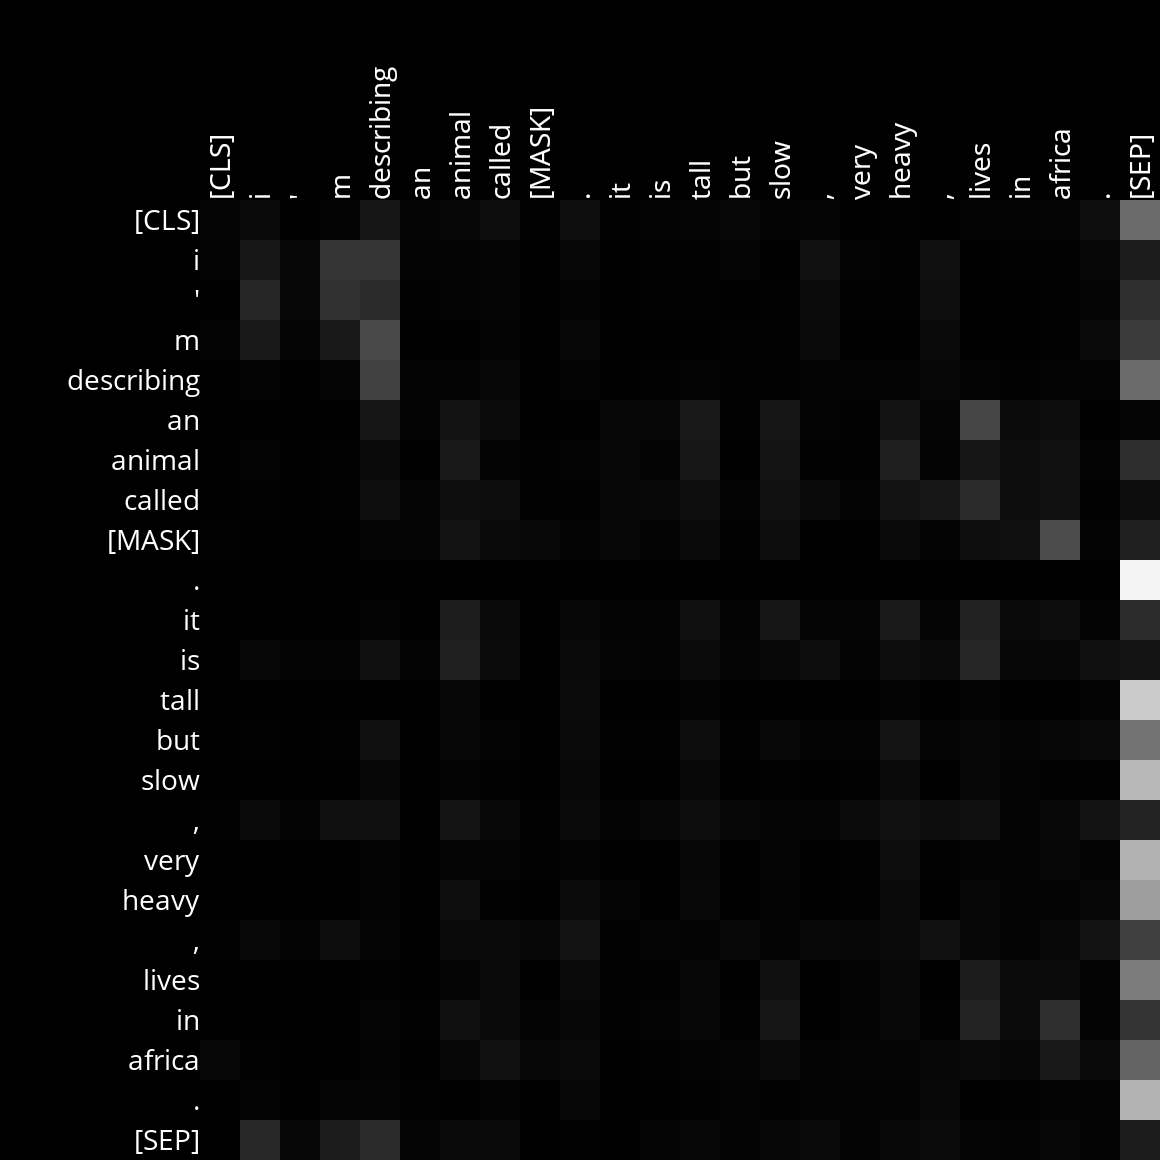 [CLS] i ' m describing an animal called [MASK] . it is tall but slow , very heavy , lives in africa . [SEP]
[CLS]
i
'
m
describing
an
animal
called
[MASK]
.
it
is
tall
but
slow
,
very
heavy
,
lives
in
africa
.
[SEP]